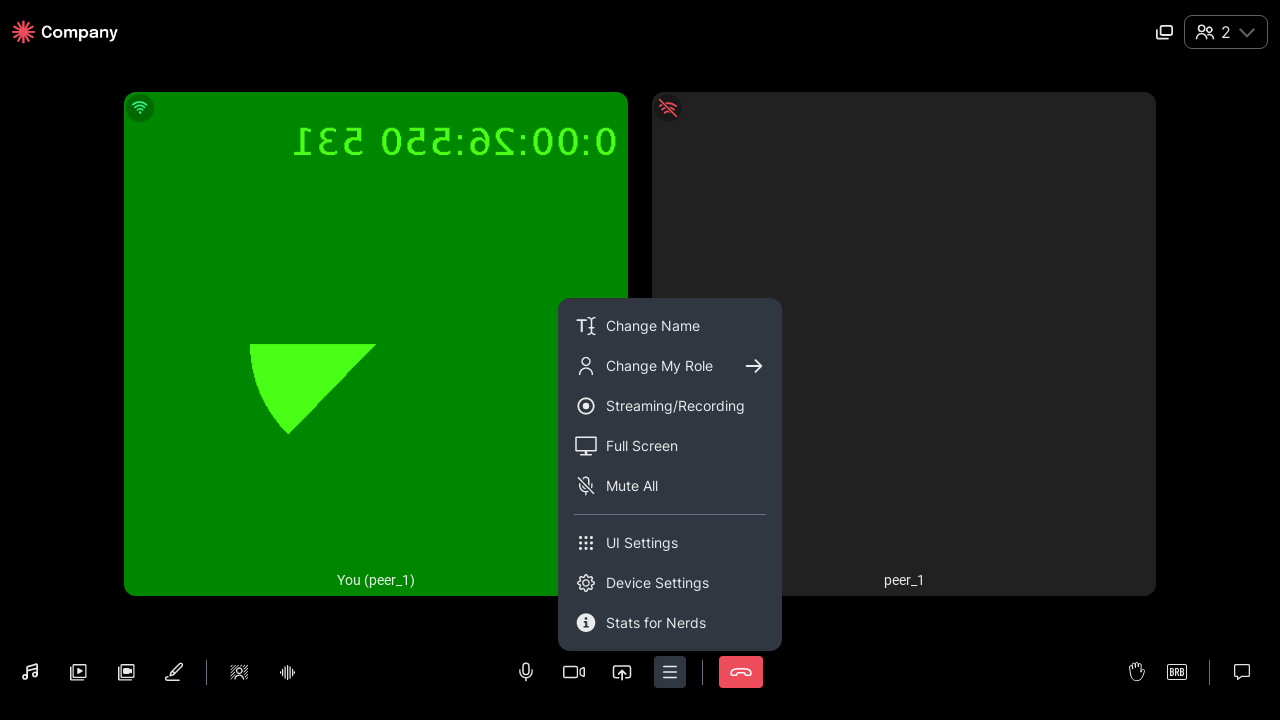 Company
2
0:00:26:550 531
Change Name
Change My Role
Streaming/Recording
Full Screen
Mute All
UI Settings
Device Settings
Stats for Nerds
You (peer_1)
peer_1
BRB